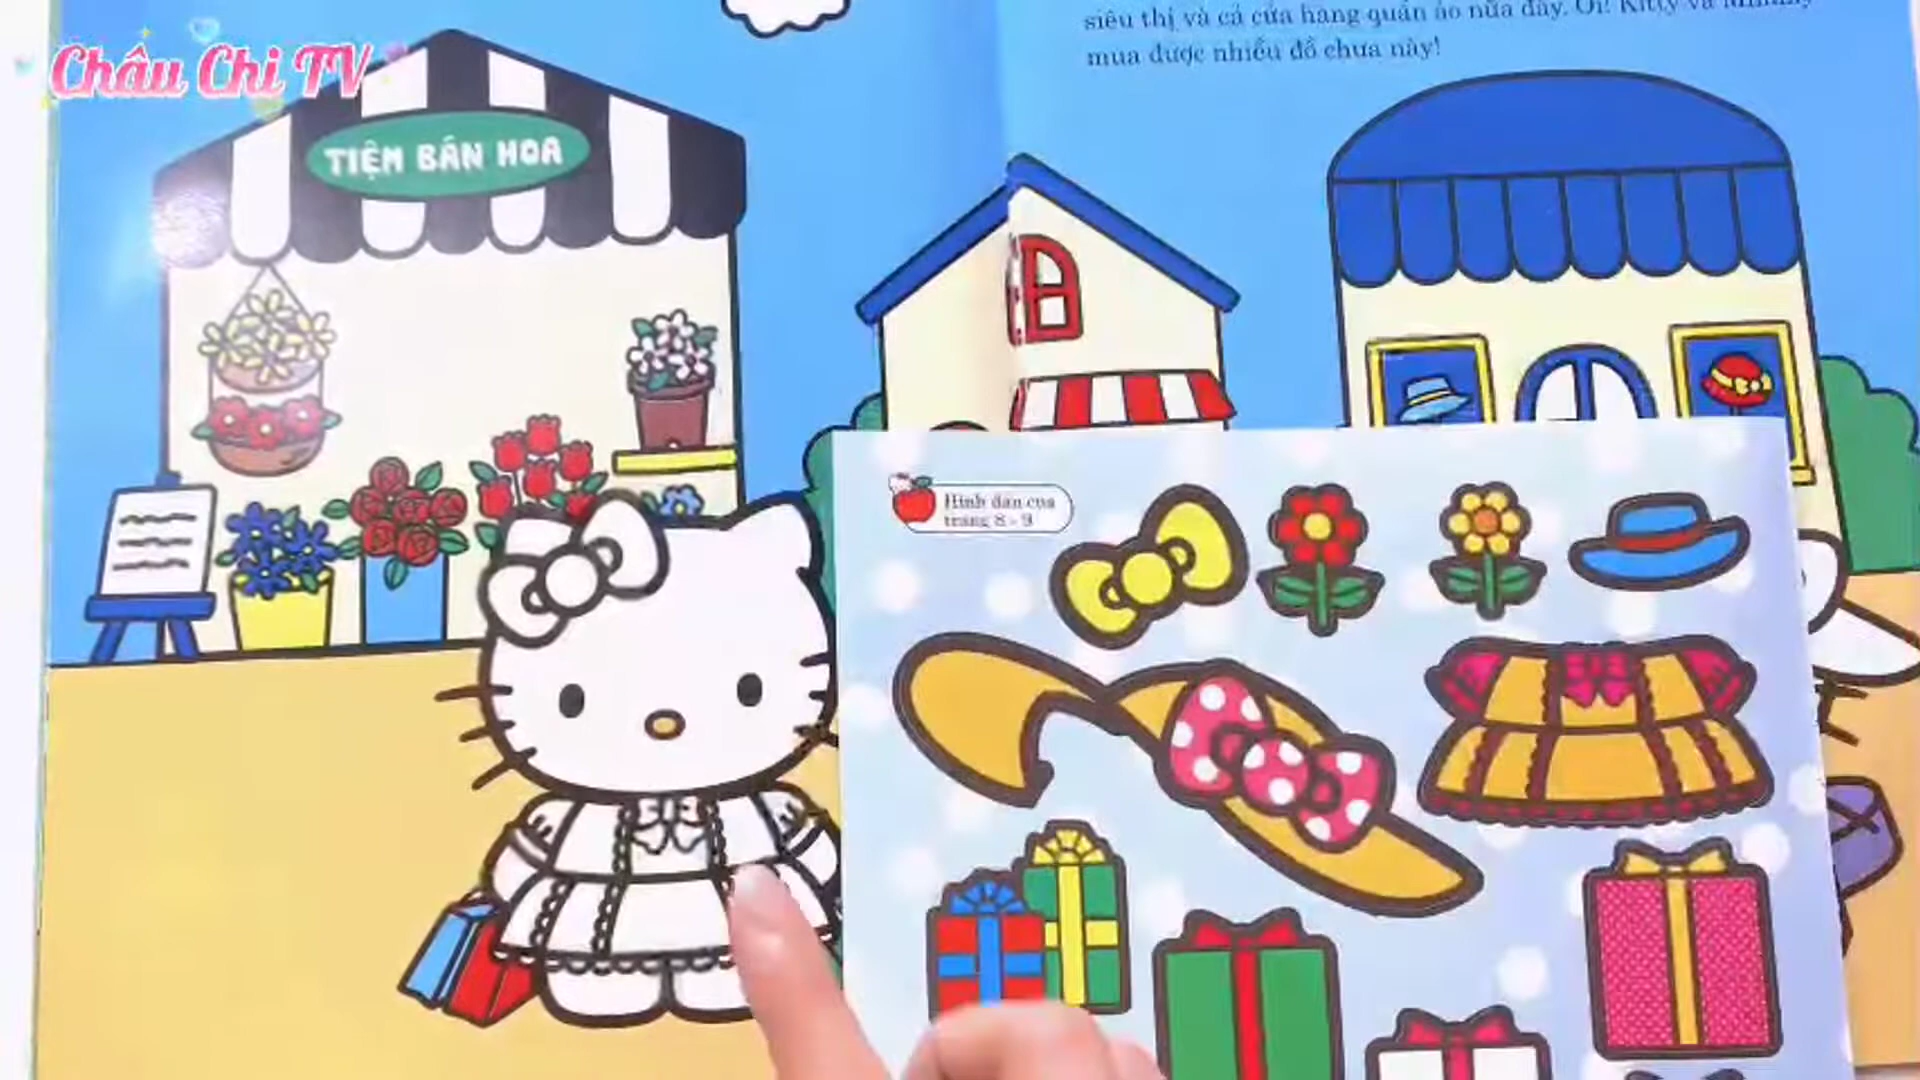 Châu Chi TV
siêu thị và cả cửa hàng quần áo nữa đấy. Ôi! Kitty và Mimmy
mua được nhiều đồ chưa này!
TIỆM BÁN HOA
Hình dán của
trang 8 - 9